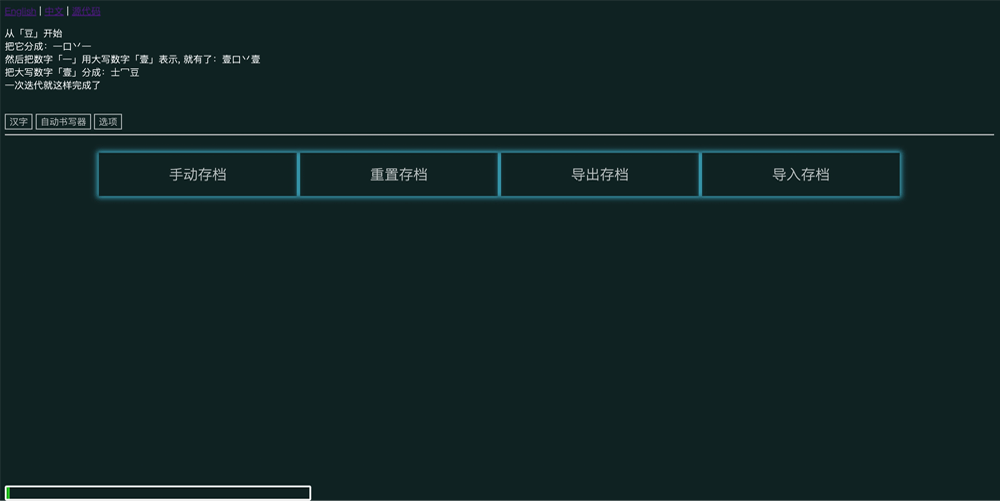 English | 中文 | 源代码
从「豆」开始
把它分成：一口丷一
然后把数字「一」用大写数字「壹」表示, 就有了：壹口丷壹
把大写数字「壹」分成：士冖豆
一次迭代就这样完成了
汉字 自动书写器 选项
手动存档 重置存档 导出存档 导入存档